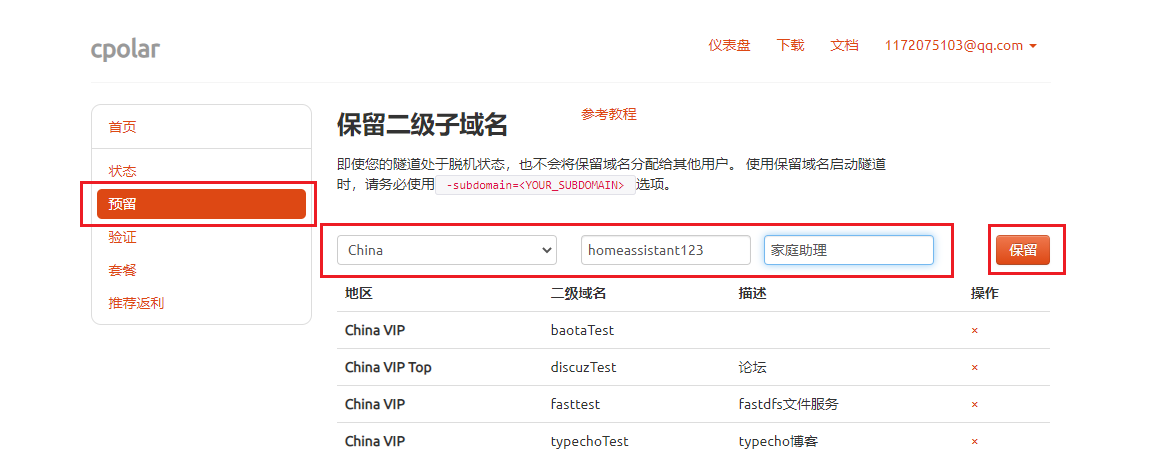 cpolar
仪表盘 下载 文档 1172075103@qq.com
首页
状态
预留
验证
套餐
推荐返利
保留二级子域名 参考教程
即使您的隧道处于脱机状态，也不会将保留域名分配给其他用户。 使用保留域名启动隧道
时，请务必使用 -subdomain=<YOUR_SUBDOMAIN> 选项。
China homeassistant123 家庭助理 保留
地区 二级域名 描述 操作
China VIP baotaTest ×
China VIP Top discuzTest 论坛 ×
China VIP fasttest fastdfs文件服务 ×
China VIP typechoTest typecho博客 ×